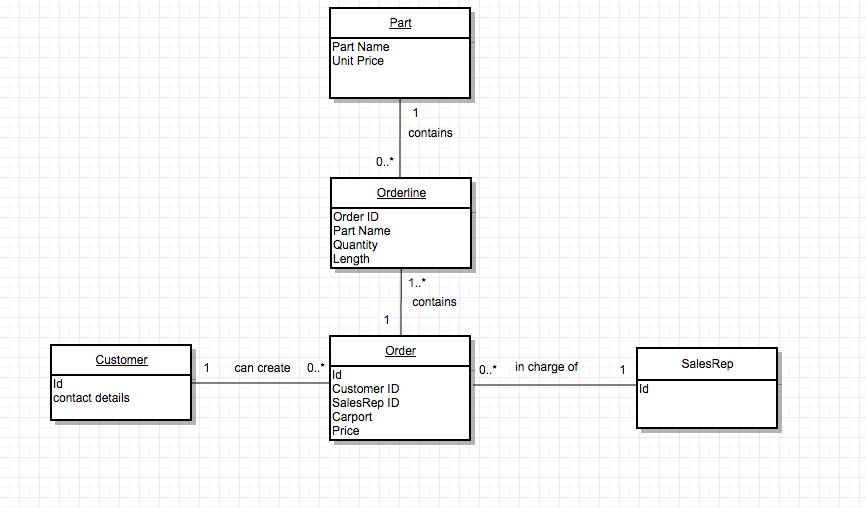 Part
Part Name
Unit Price
1
contains
0..*
Orderline
Order ID
Part Name
Quantity
Length
1..*
contains
1
Customer
Id
contact details
1
can create
0..*
Order
Id
Customer ID
SalesRep ID
Carport
Price
0..*
in charge of
1
SalesRep
Id